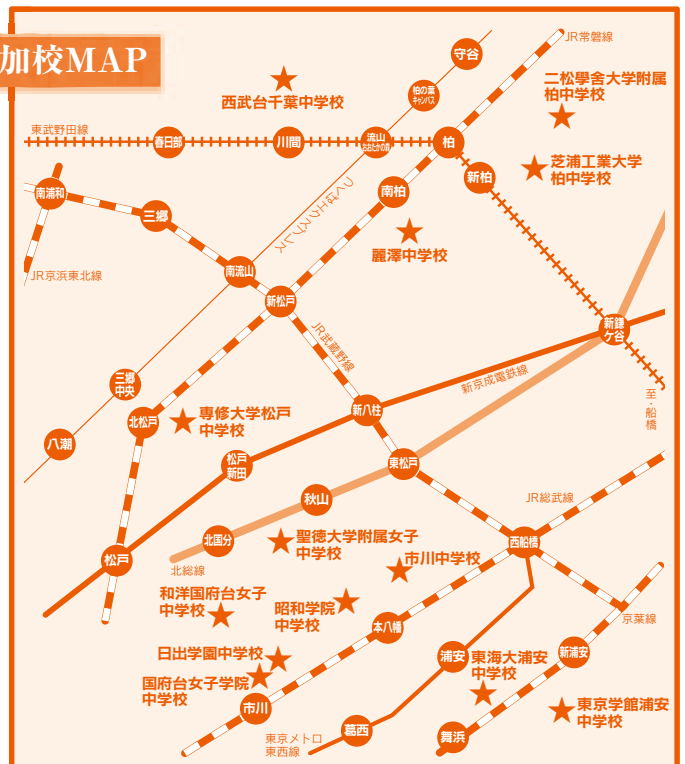 加校MAP
JR常磐線
守谷
柏の葉
キャンパス
二松學舍大学附属
柏中学校
西武台千葉中学校
東武野田線
春日部
川間
流山
おおたかの森
柏
芝浦工業大学
柏中学校
新柏
南柏
南浦和
三郷
つくばエクスプレス
麗澤中学校
JR京浜東北線
南流山
新松戸
JR武蔵野線
新鎌
ケ谷
新京成電鉄線
至・船橋
三郷
中央
北松戸
専修大学松戸
中学校
新八柱
八潮
松戸
新田
東松戸
秋山
JR総武線
北国分
聖徳大学附属女子
中学校
西船橋
松戸
北総線
市川中学校
和洋国府台女子
中学校
昭和学院
中学校
京葉線
本八幡
日出学園中学校
国府台女子学院
中学校
浦安
東海大浦安
中学校
新浦安
市川
東京学館浦安
中学校
東京メトロ
東西線
葛西
舞浜